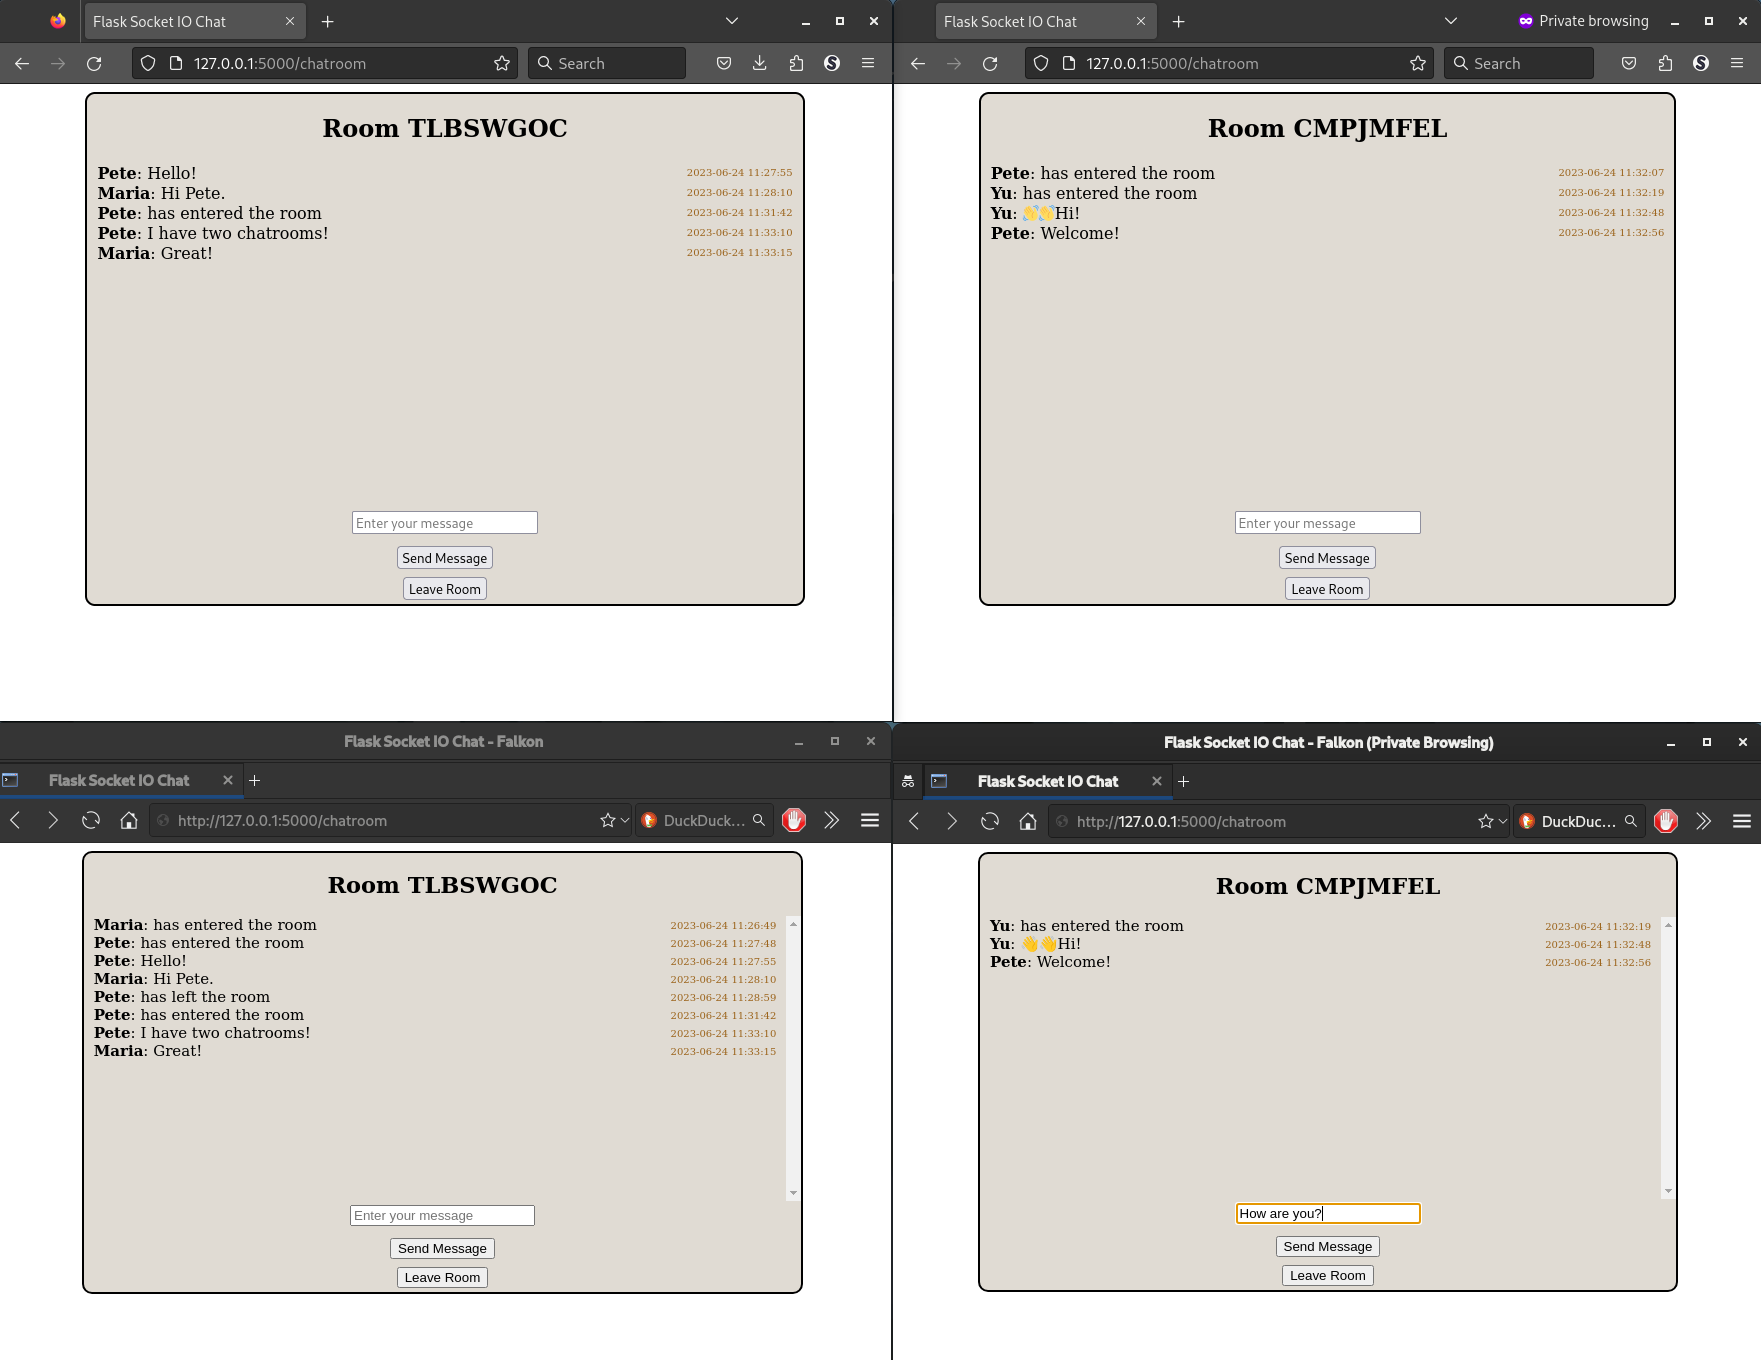 Flask Socket IO Chat
127.0.0.1:5000/chatroom
Search
Room TLBSWGOC
Pete: Hello! 2023-06-24 11:27:55
Maria: Hi Pete. 2023-06-24 11:28:10
Pete: has entered the room 2023-06-24 11:31:42
Pete: I have two chatrooms! 2023-06-24 11:33:10
Maria: Great! 2023-06-24 11:33:15
Enter your message
Send Message
Leave Room
Flask Socket IO Chat
Private browsing
127.0.0.1:5000/chatroom
Search
Room CMPJMFEL
Pete: has entered the room 2023-06-24 11:32:07
Yu: has entered the room 2023-06-24 11:32:19
Yu: 👋👋Hi! 2023-06-24 11:32:48
Pete: Welcome! 2023-06-24 11:32:56
Enter your message
Send Message
Leave Room
Flask Socket IO Chat - Falkon
Flask Socket IO Chat
http://127.0.0.1:5000/chatroom
DuckDuck...
Room TLBSWGOC
Maria: has entered the room 2023-06-24 11:26:49
Pete: has entered the room 2023-06-24 11:27:48
Pete: Hello! 2023-06-24 11:27:55
Maria: Hi Pete. 2023-06-24 11:28:10
Pete: has left the room 2023-06-24 11:28:59
Pete: has entered the room 2023-06-24 11:31:42
Pete: I have two chatrooms! 2023-06-24 11:33:10
Maria: Great! 2023-06-24 11:33:15
Enter your message
Send Message
Leave Room
Flask Socket IO Chat - Falkon (Private Browsing)
Flask Socket IO Chat
http://127.0.0.1:5000/chatroom
DuckDuc...
Room CMPJMFEL
Yu: has entered the room 2023-06-24 11:32:19
Yu: 👋👋Hi! 2023-06-24 11:32:48
Pete: Welcome! 2023-06-24 11:32:56
How are you?
Send Message
Leave Room